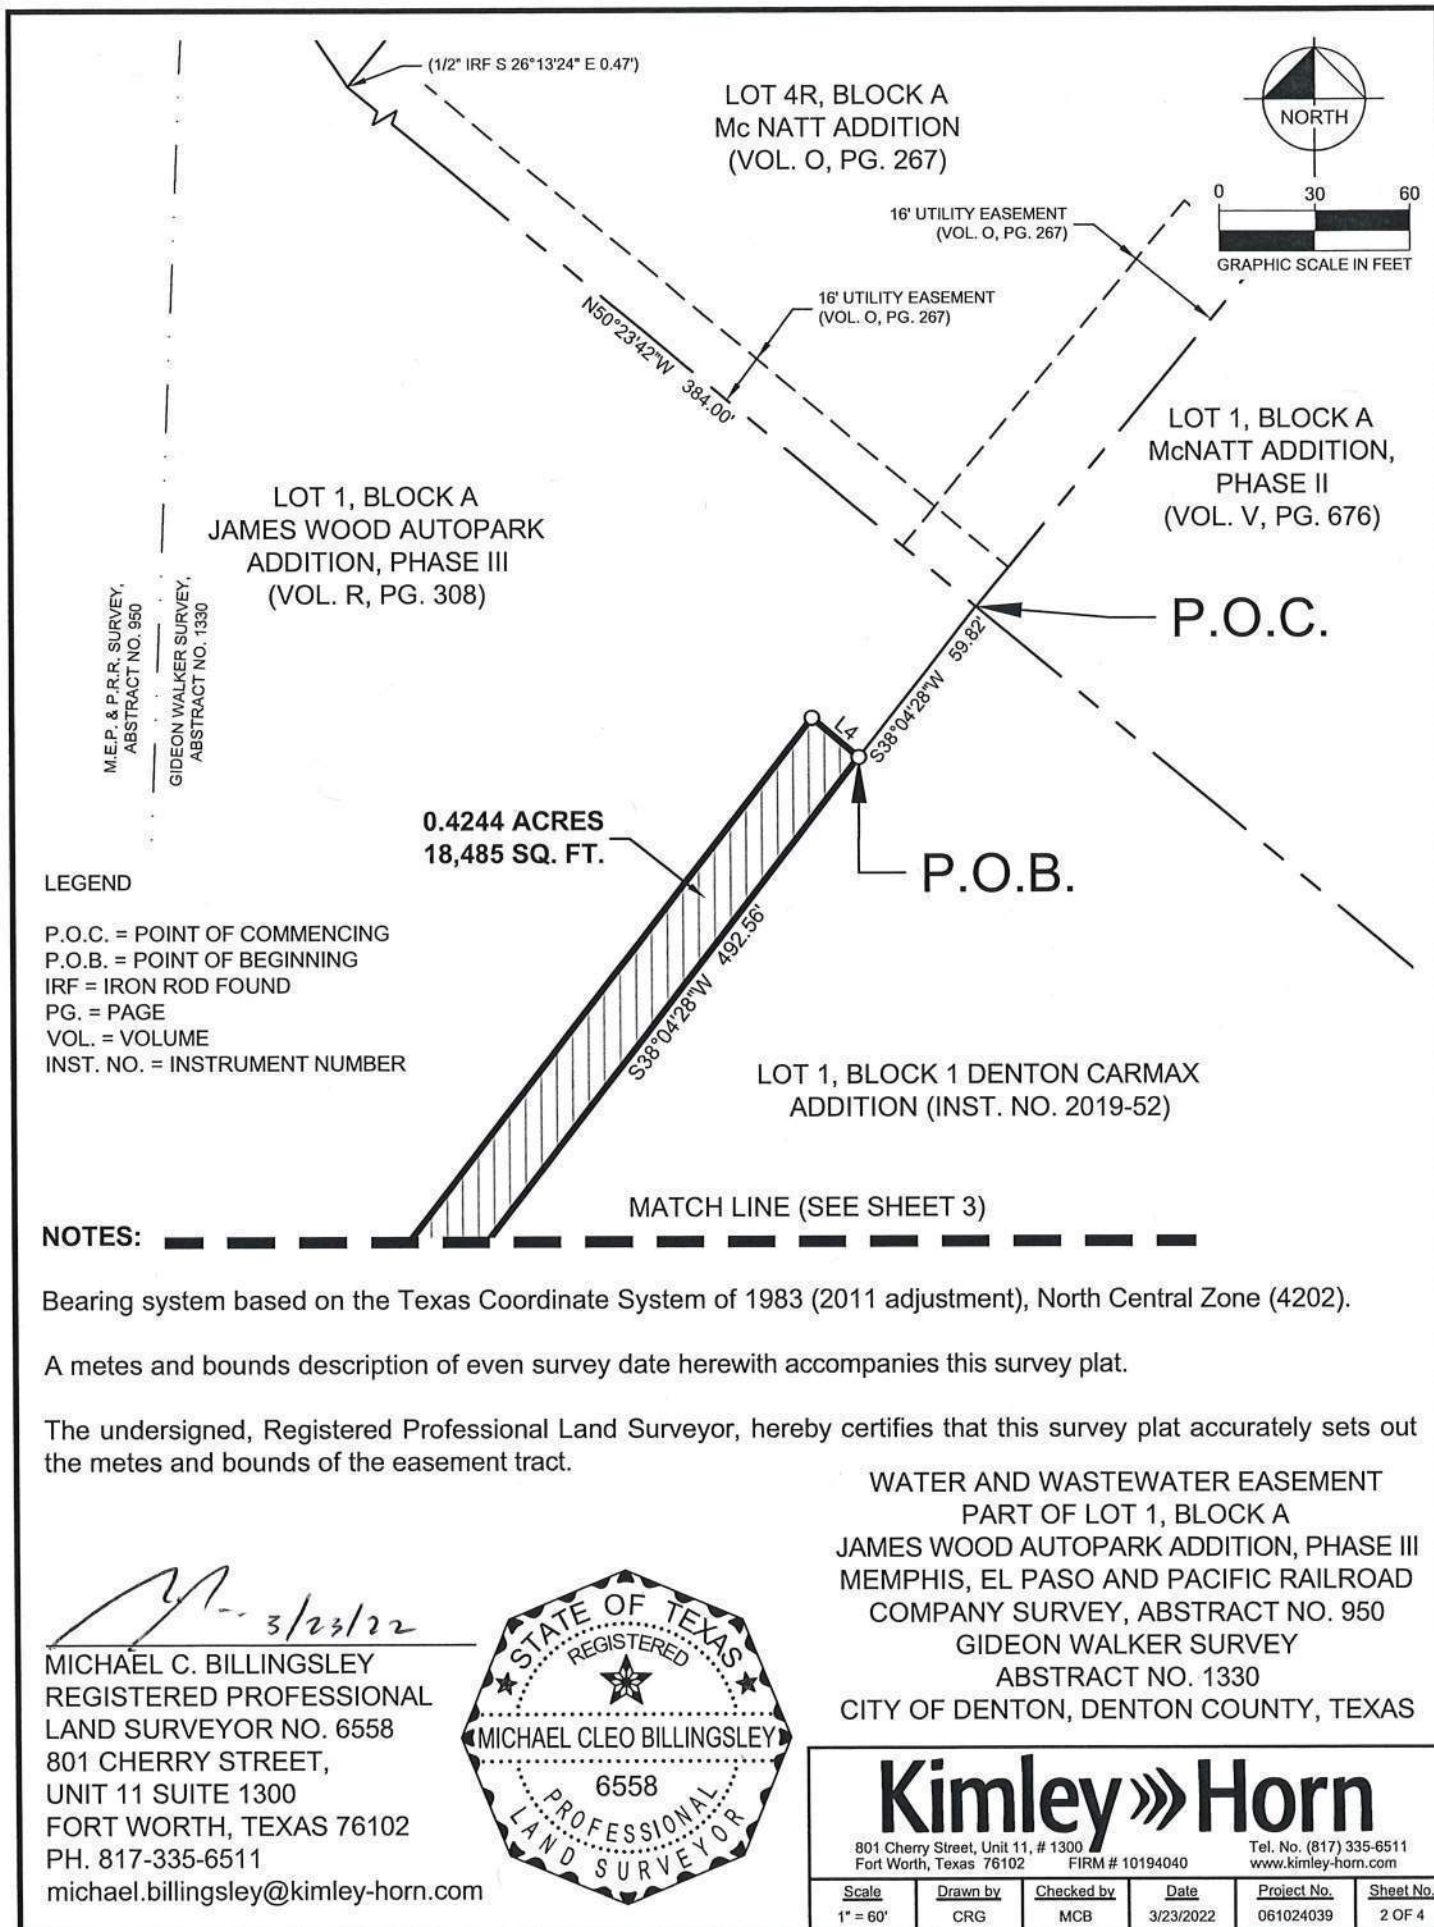 (1/2" IRF S 26°13'24" E 0.47')
LOT 4R, BLOCK A
Mc NATT ADDITION
(VOL. O, PG. 267)
NORTH
0 30 60
GRAPHIC SCALE IN FEET
16' UTILITY EASEMENT
(VOL. O, PG. 267)
16' UTILITY EASEMENT
(VOL. O, PG. 267)
N50°23'42"W 384.00'
LOT 1, BLOCK A
McNATT ADDITION,
PHASE II
(VOL. V, PG. 676)
LOT 1, BLOCK A
JAMES WOOD AUTOPARK
ADDITION, PHASE III
(VOL. R, PG. 308)
M.E.P. & P.R.R. SURVEY,
ABSTRACT NO. 950
GIDEON WALKER SURVEY,
ABSTRACT NO. 1330
P.O.C.
S38°04'28"W 59.82'
L4
0.4244 ACRES
18,485 SQ. FT.
P.O.B.
LEGEND
P.O.C. = POINT OF COMMENCING
P.O.B. = POINT OF BEGINNING
IRF = IRON ROD FOUND
PG. = PAGE
VOL. = VOLUME
INST. NO. = INSTRUMENT NUMBER
S38°04'28"W 492.56'
LOT 1, BLOCK 1 DENTON CARMAX
ADDITION (INST. NO. 2019-52)
MATCH LINE (SEE SHEET 3)
NOTES:
Bearing system based on the Texas Coordinate System of 1983 (2011 adjustment), North Central Zone (4202).
A metes and bounds description of even survey date herewith accompanies this survey plat.
The undersigned, Registered Professional Land Surveyor, hereby certifies that this survey plat accurately sets out
the metes and bounds of the easement tract.
WATER AND WASTEWATER EASEMENT
PART OF LOT 1, BLOCK A
JAMES WOOD AUTOPARK ADDITION, PHASE III
MEMPHIS, EL PASO AND PACIFIC RAILROAD
COMPANY SURVEY, ABSTRACT NO. 950
GIDEON WALKER SURVEY
ABSTRACT NO. 1330
CITY OF DENTON, DENTON COUNTY, TEXAS
3/23/22
MICHAEL C. BILLINGSLEY
REGISTERED PROFESSIONAL
LAND SURVEYOR NO. 6558
801 CHERRY STREET,
UNIT 11 SUITE 1300
FORT WORTH, TEXAS 76102
PH. 817-335-6511
michael.billingsley@kimley-horn.com
STATE OF TEXAS
REGISTERED
MICHAEL CLEO BILLINGSLEY
6558
PROFESSIONAL
LAND SURVEYOR
Kimley»»Horn
801 Cherry Street, Unit 11, # 1300 Tel. No. (817) 335-6511
Fort Worth, Texas 76102 FIRM # 10194040 www.kimley-horn.com
Scale Drawn by Checked by Date Project No. Sheet No.
1" = 60' CRG MCB 3/23/2022 061024039 2 OF 4